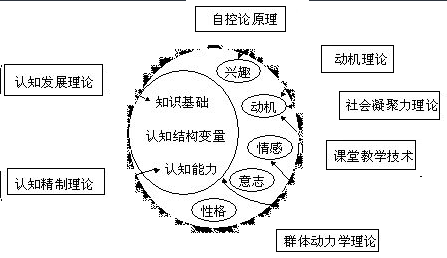 自控论原理
兴趣
动机理论
认知发展理论
知识基础
动机
社会凝聚力理论
认知结构变量
情感
课堂教学技术
认知能力
意志
认知精制理论
性格
群体动力学理论